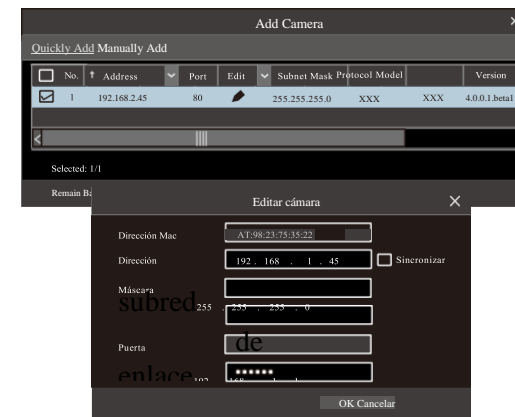 Add Camera
Quickly Add Manually Add
No. Address Port Edit Subnet Mask Protocol Model Version
1 192.168.2.45 80 255.255.255.0 XXX XXX 4.0.0.1.beta1
Selected: 1/1
Remain Ba
Editar cámara
Dirección Mac AT:98:23:75:35:22
Dirección 192 . 168 . 1 . 45 Sincronizar
Máscara
subred 255 . 255 . 255 . 0
de
Puerta
enlace
OK Cancelar